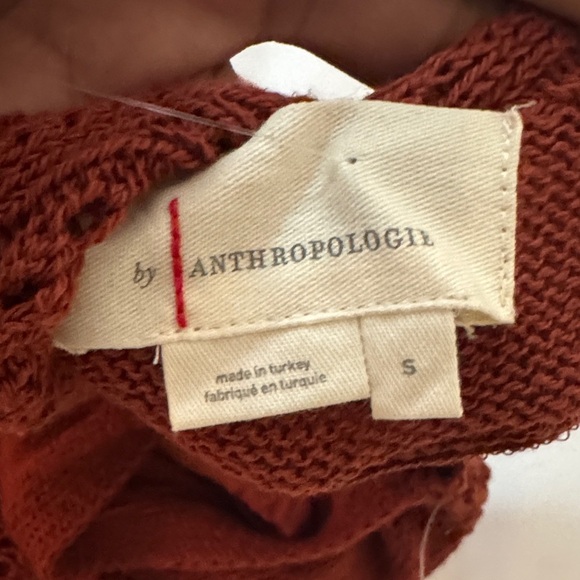 by ANTHROPOLOGIE
made in turkey
fabriqué en turquie
S